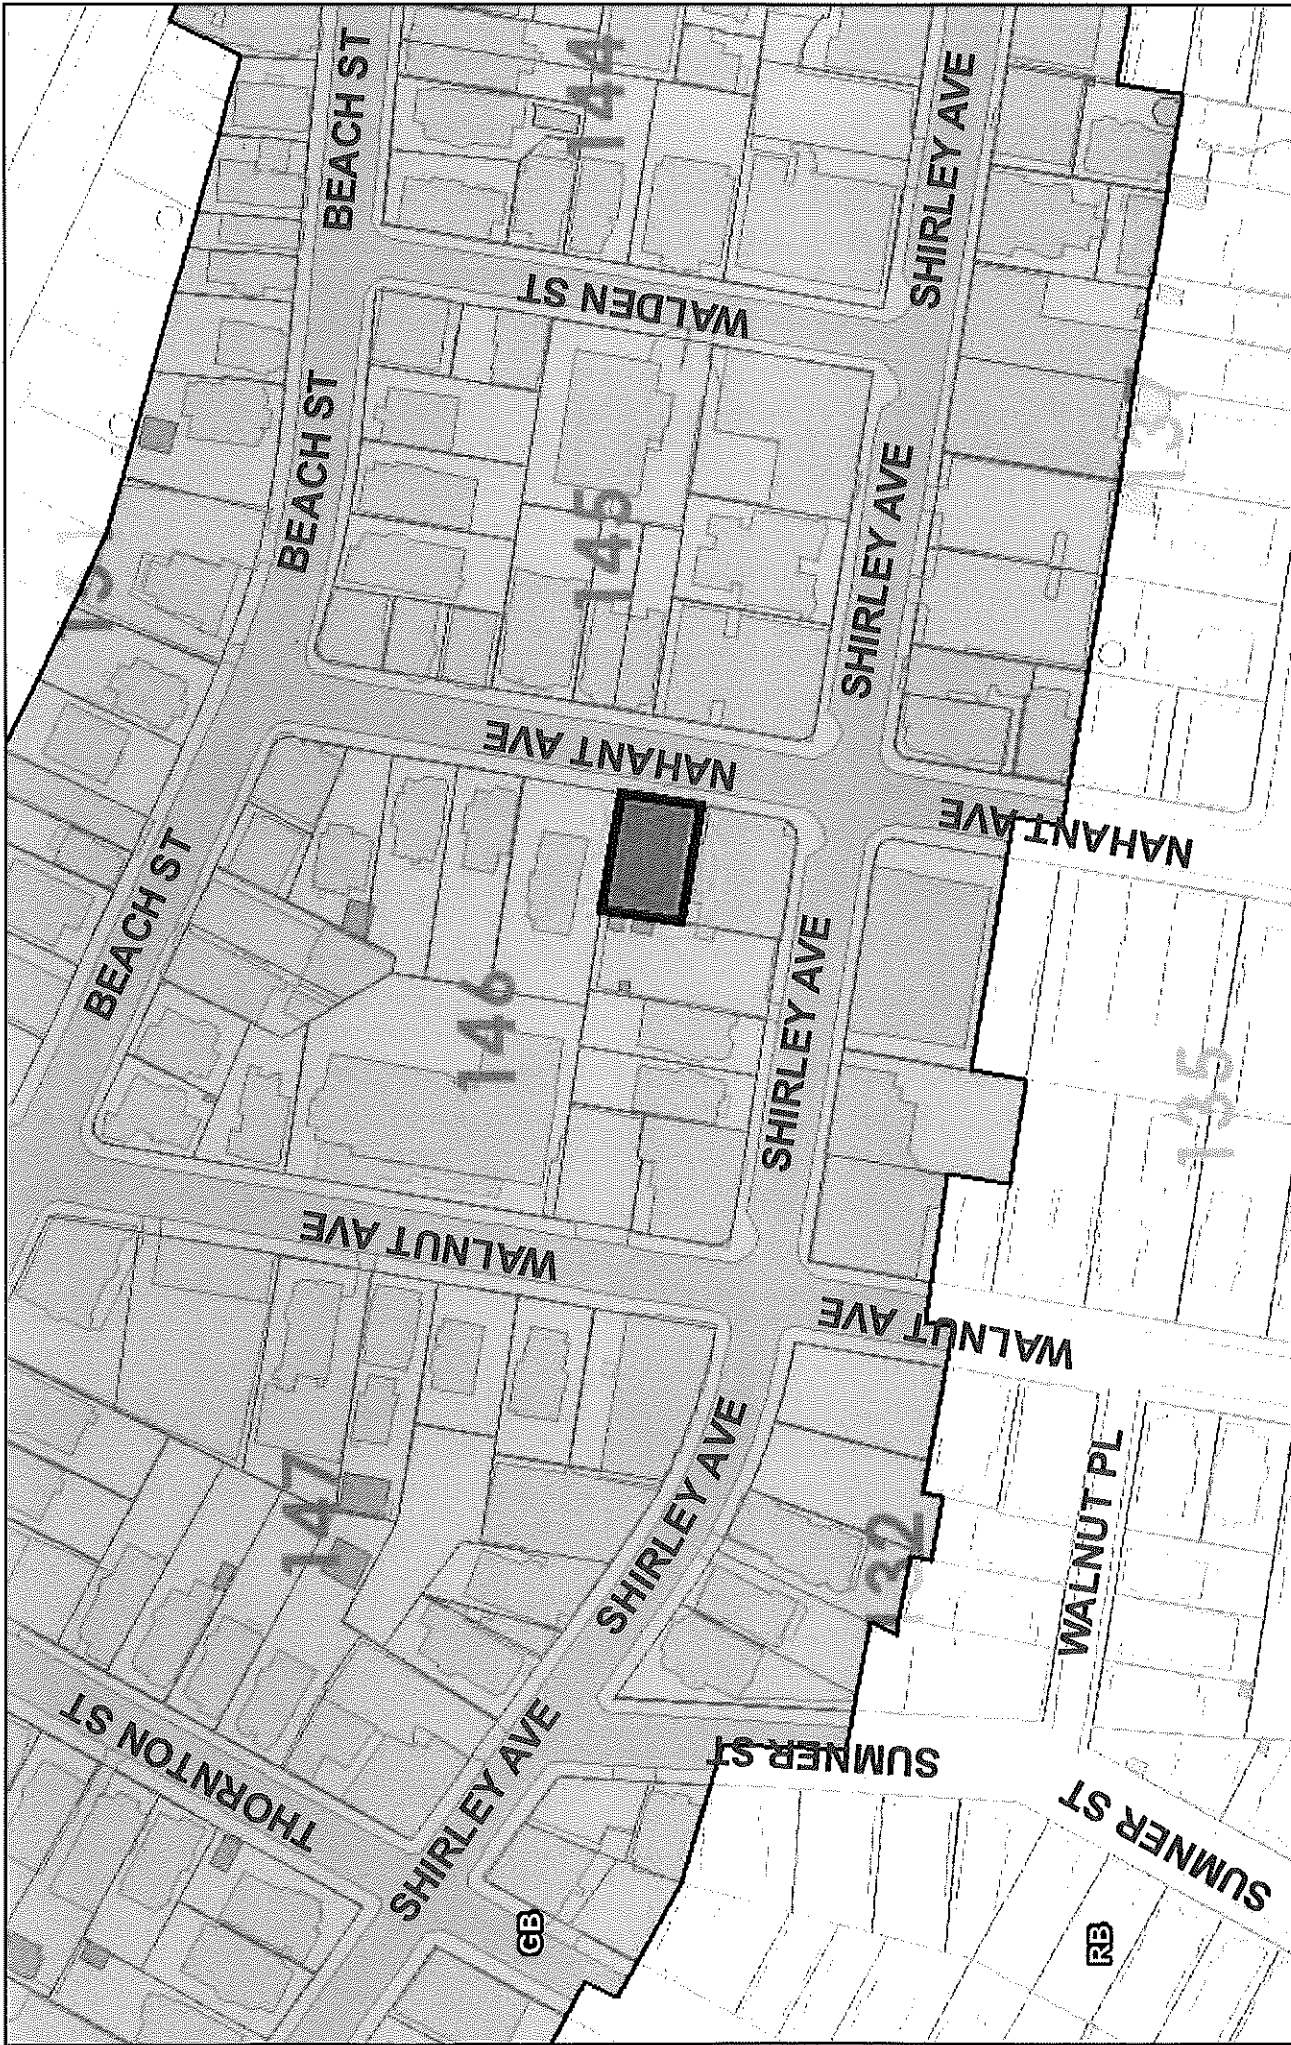 BEACH ST
144
SHIRLEY AVE
WALDEN ST
BEACH ST
145
SHIRLEY AVE
NAHANT AVE
NAHANT AVE
BEACH ST
146
SHIRLEY AVE
135
WALNUT AVE
WALNUT AVE
147
SHIRLEY AVE
132
WALNUT PL
THORNTON ST
SHIRLEY AVE
SUMNER ST
SUMNER ST
GB
RB